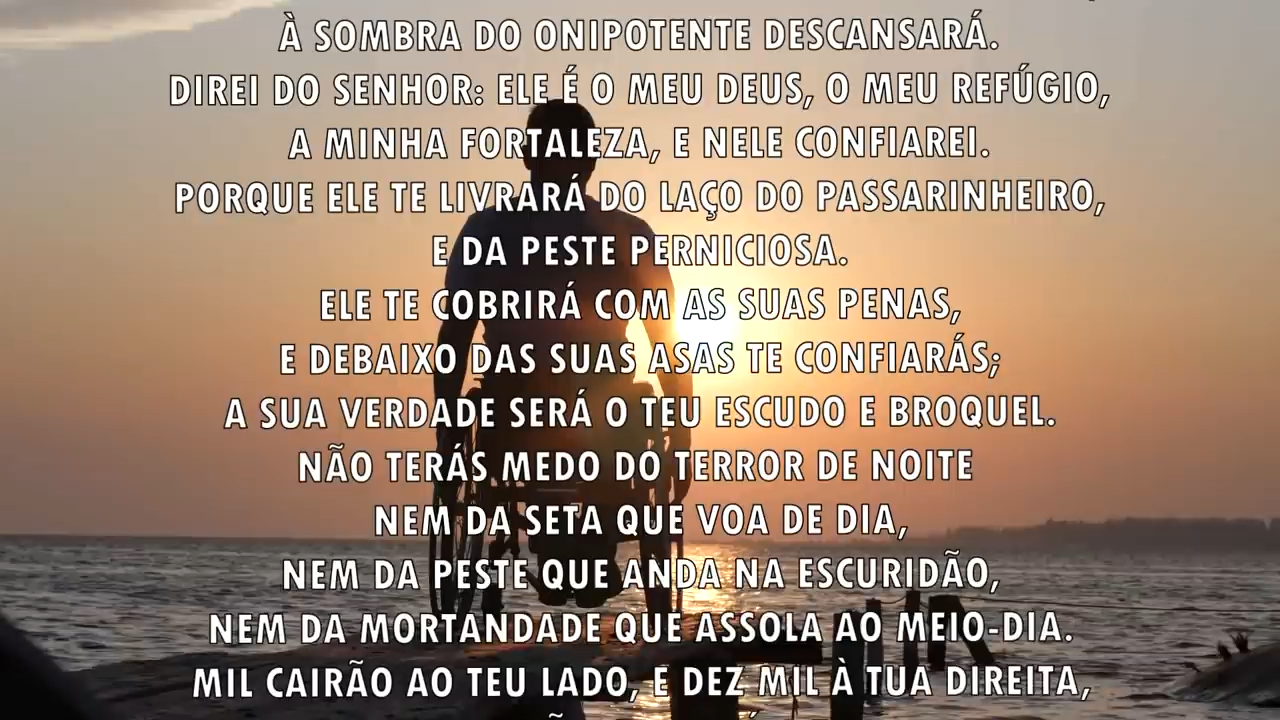 À SOMBRA DO ONIPOTENTE DESCANSARÁ.
DIREI DO SENHOR: ELE É O MEU DEUS, O MEU REFÚGIO,
A MINHA FORTALEZA, E NELE CONFIAREI.
PORQUE ELE TE LIVRARÁ DO LAÇO DO PASSARINHEIRO,
E DA PESTE PERNICIOSA.
ELE TE COBRIRÁ COM AS SUAS PENAS,
E DEBAIXO DAS SUAS ASAS TE CONFIARÁS;
A SUA VERDADE SERÁ O TEU ESCUDO E BROQUEL.
NÃO TERÁS MEDO DO TERROR DE NOITE
NEM DA SETA QUE VOA DE DIA,
NEM DA PESTE QUE ANDA NA ESCURIDÃO,
NEM DA MORTANDADE QUE ASSOLA AO MEIO-DIA.
MIL CAIRÃO AO TEU LADO, E DEZ MIL À TUA DIREITA,